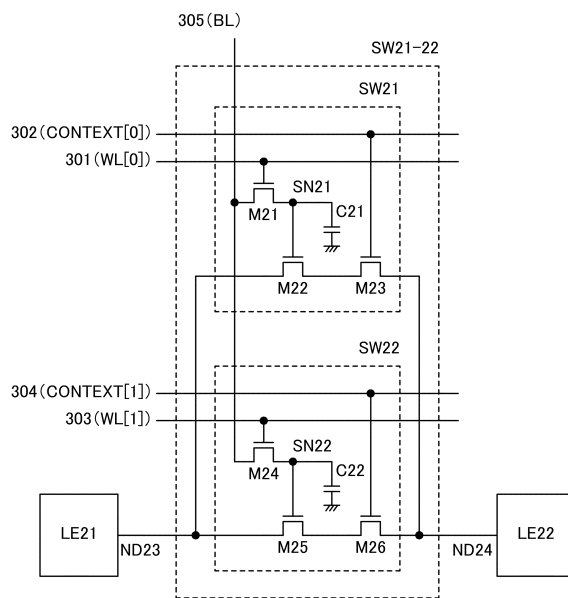 305(BL)
SW21-22
SW21
302(CONTEXT[0])
301(WL[0])
SN21
C21
M21
M22
M23
SW22
304(CONTEXT[1])
303(WL[1])
SN22
C22
M24
LE21
LE22
ND23
M25
M26
ND24